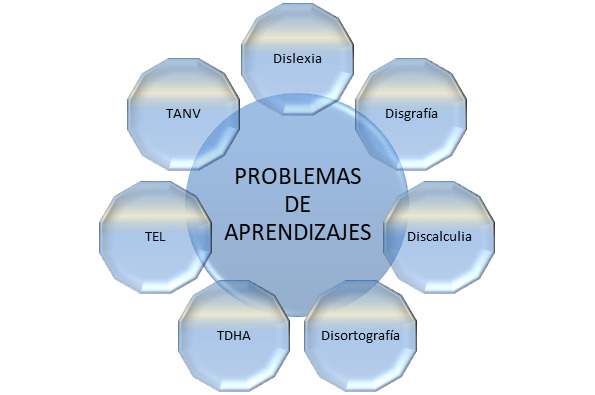 Dislexia
TANV
Disgrafía
PROBLEMAS
DE
APRENDIZAJES
TEL
Discalculia
TDHA
Disortografía